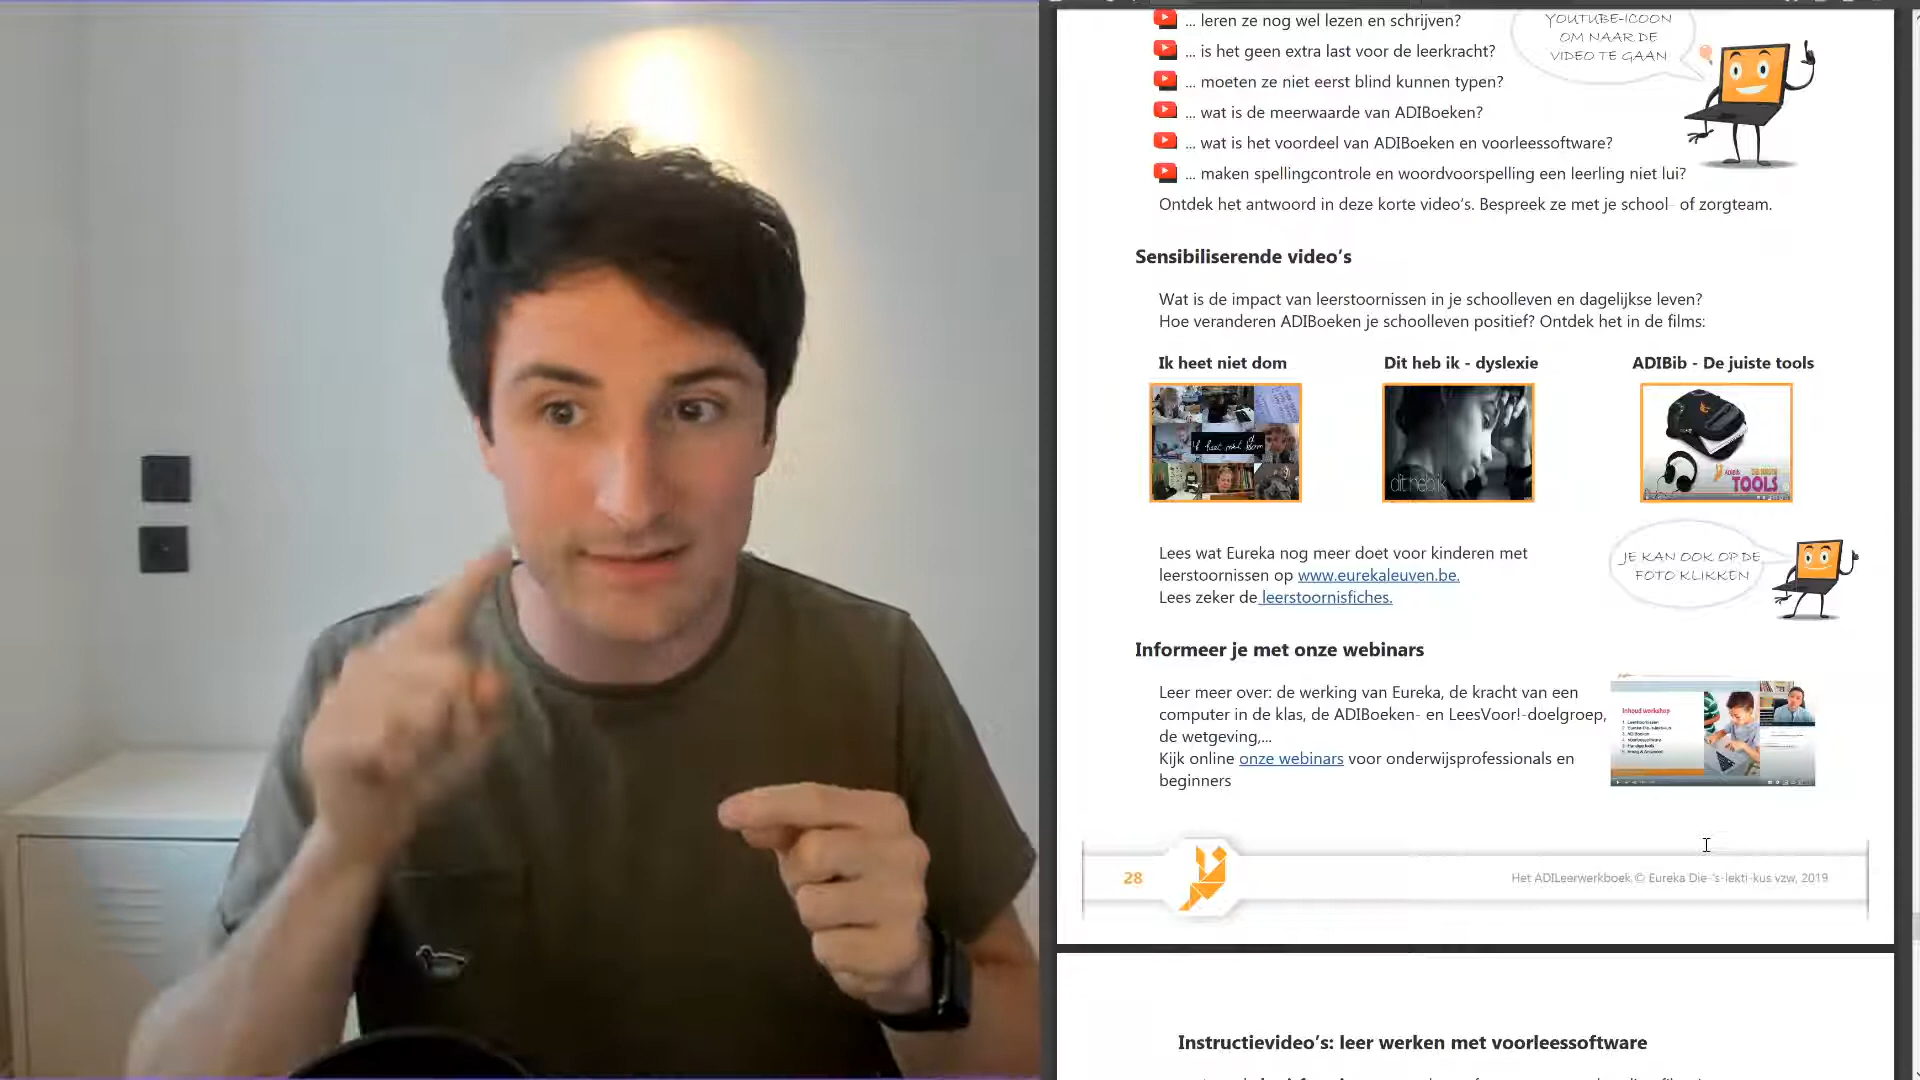 ... leren ze nog wel lezen en schrijven?
... is het geen extra last voor de leerkracht?
... moeten ze niet eerst blind kunnen typen?
... wat is de meerwaarde van ADIBoeken?
... wat is het voordeel van ADIBoeken en voorleessoftware?
... maken spellingcontrole en woordvoorspelling een leerling niet lui?
YOUTUBE-ICOON
OM NAAR DE
VIDEO TE GAAN
Ontdek het antwoord in deze korte video's. Bespreek ze met je school- of zorgteam.
Sensibiliserende video's
Wat is de impact van leerstoornissen in je schoolleven en dagelijkse leven?
Hoe veranderen ADIBoeken je schoolleven positief? Ontdek het in de films:
Ik heet niet dom
Dit heb ik - dyslexie
ADIBib - De juiste tools
ik heet niet dom
dit heb ik
ADIBib
TOOLS
Lees wat Eureka nog meer doet voor kinderen met
leerstoornissen op www.eurekaleuven.be.
Lees zeker de leerstoornisfiches.
JE KAN OOK OP DE
FOTO KLIKKEN
Informeer je met onze webinars
Leer meer over: de werking van Eureka, de kracht van een
computer in de klas, de ADIBoeken- en LeesVoor!-doelgroep,
de wetgeving,...
Kijk online onze webinars voor onderwijsprofessionals en
beginners
Inhoud workshop
28
Het ADILeerwerkboek © Eureka Die-'s-lekti-kus vzw, 2019
Instructievideo's: leer werken met voorleessoftware